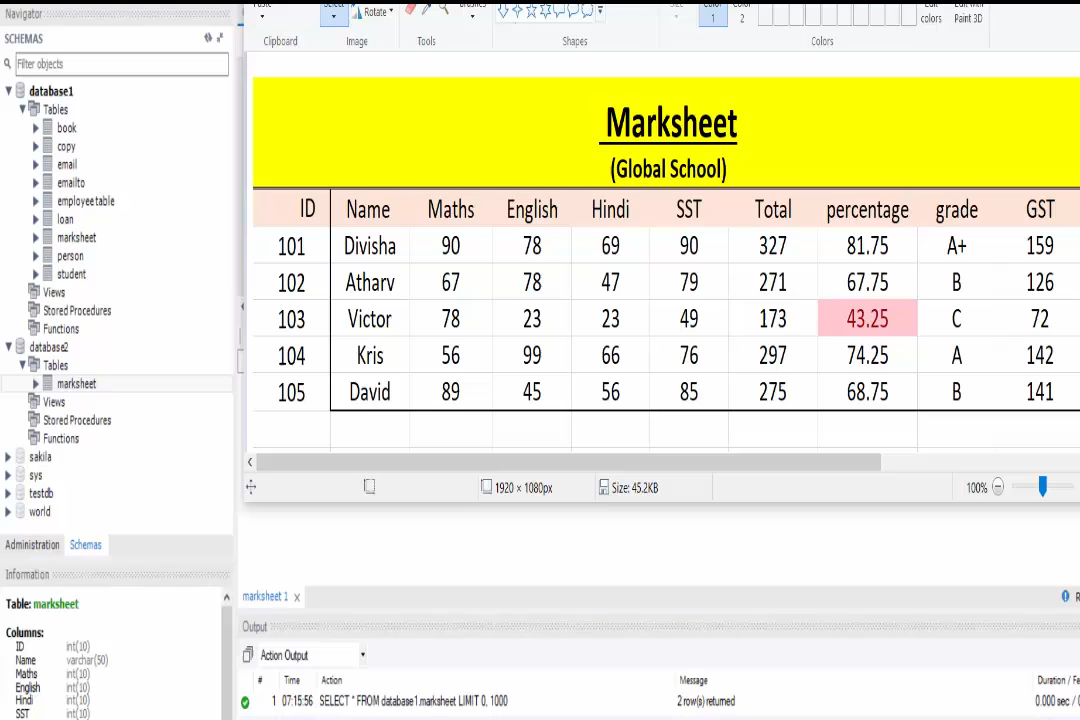 Navigator
SCHEMAS
Filter objects
database1
Tables
book
copy
email
emailto
employeetable
loan
marksheet
person
student
Views
Stored Procedures
Functions
database2
Tables
marksheet
Views
Stored Procedures
Functions
sakila
sys
testdb
world
Administration Schemas
Information
Table: marksheet
Columns:
ID int(10)
Name varchar(50)
Maths int(10)
English int(10)
Hindi int(10)
SST int(10)
Rotate
1 2 colors Paint 3D
Clipboard Image Tools Shapes Colors
Marksheet
(Global School)
ID Name Maths English Hindi SST Total percentage grade GST
101 Divisha 90 78 69 90 327 81.75 A+ 159
102 Atharv 67 78 47 79 271 67.75 B 126
103 Victor 78 23 23 49 173 43.25 C 72
104 Kris 56 99 66 76 297 74.25 A 142
105 David 89 45 56 85 275 68.75 B 141
1920 × 1080px Size: 45.2KB 100%
marksheet 1 x
Output
Action Output
# Time Action Message Duration / Fe
1 07:15:56 SELECT * FROM database1.marksheet LIMIT 0, 1000 2 row(s) returned 0.000 sec /